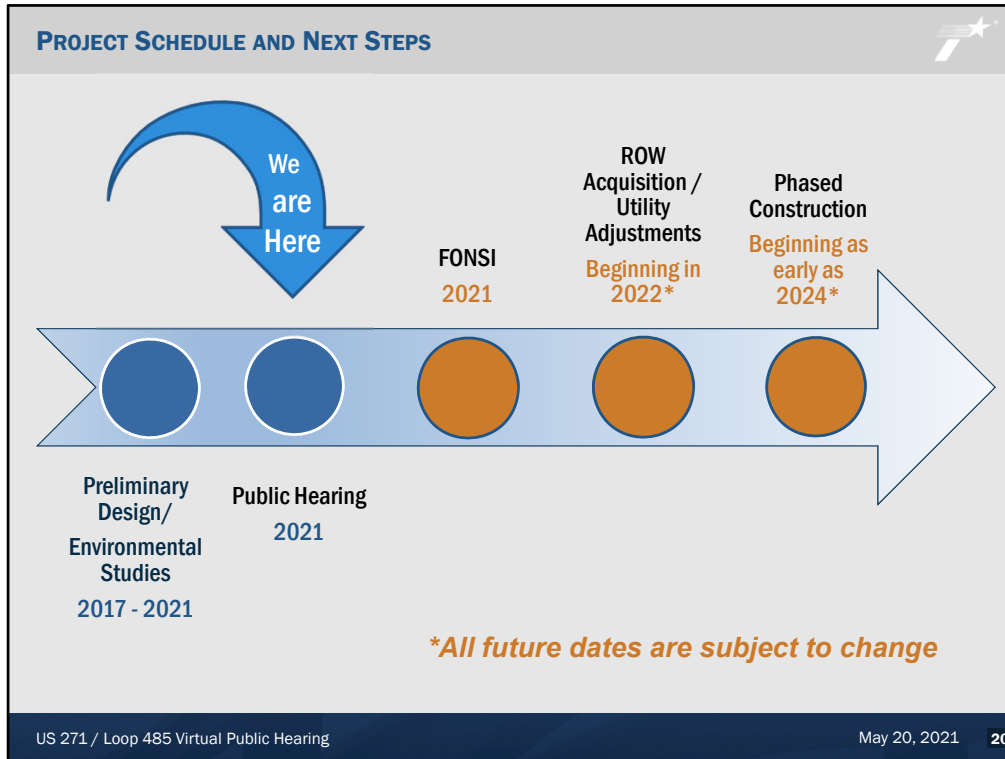 PROJECT SCHEDULE AND NEXT STEPS
We
are
Here
FONSI
2021
ROW
Acquisition /
Utility
Adjustments
Beginning in
2022*
Phased
Construction
Beginning as
early as
2024*
Preliminary
Design/
Environmental
Studies
2017 - 2021
Public Hearing
2021
*All future dates are subject to change
US 271 / Loop 485 Virtual Public Hearing
May 20, 2021
20